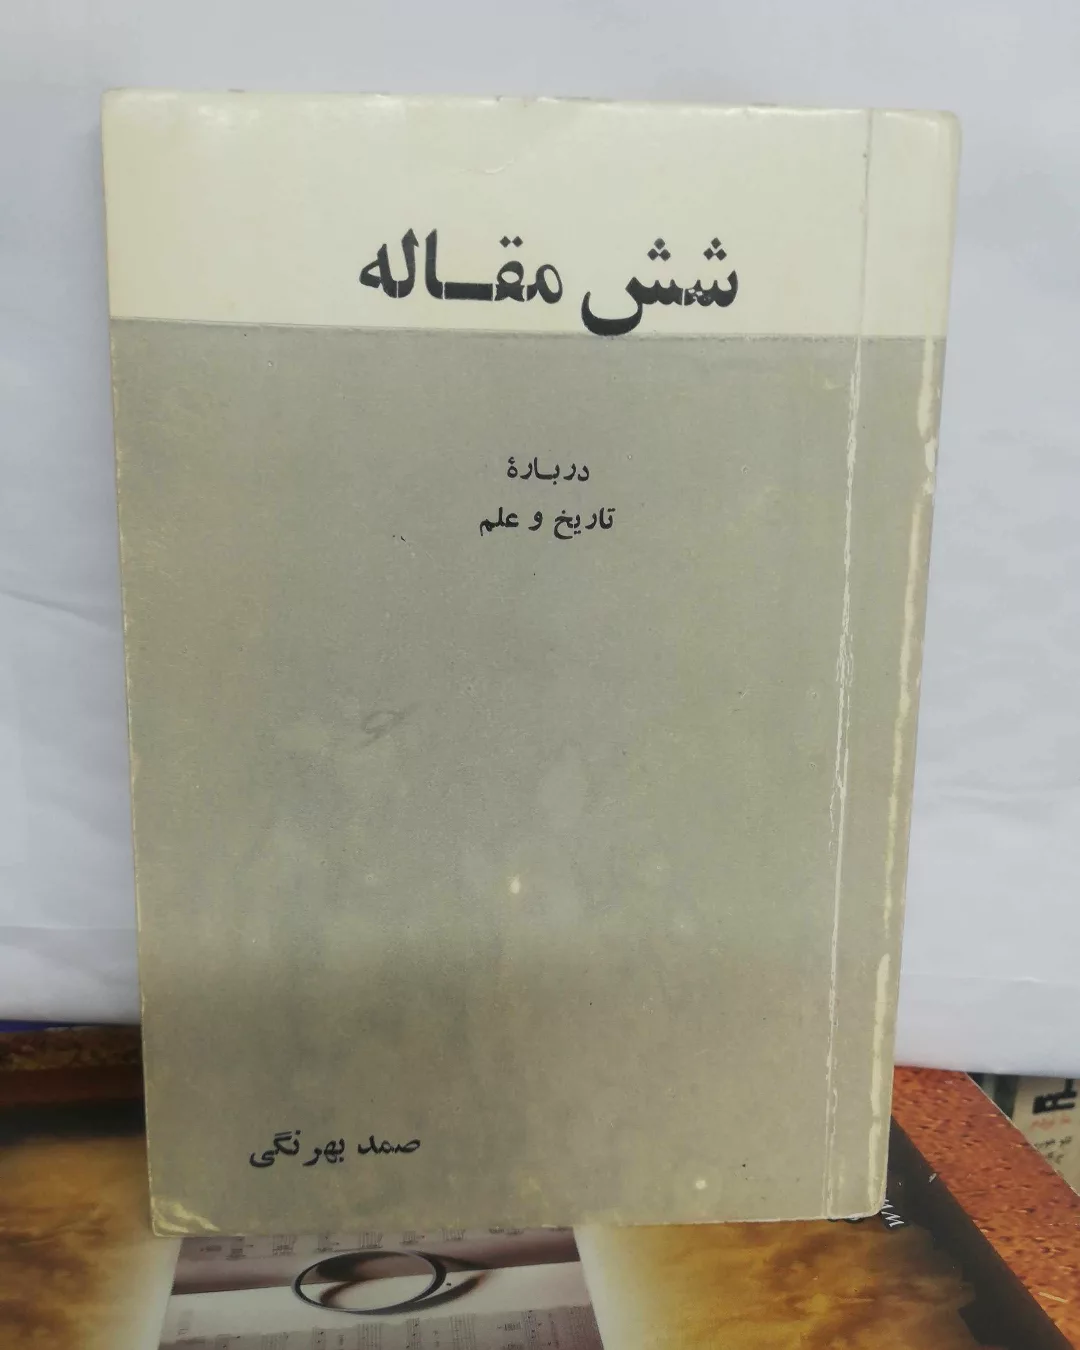 شش مقاله
دربارهٔ
تاریخ و علم
صمد بهرنگی